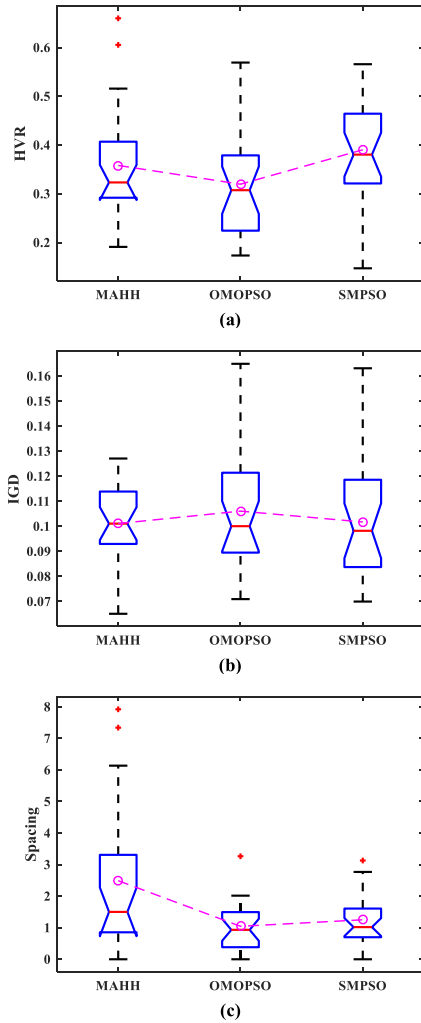 0.6
0.5
0.4
0.3
0.2
HVR
MAHH OMOPSO SMPSO
(a)
0.16
0.15
0.14
0.13
0.12
0.11
0.1
0.09
0.08
0.07
IGD
MAHH OMOPSO SMPSO
(b)
8
7
6
5
4
3
2
1
0
Spacing
MAHH OMOPSO SMPSO
(c)